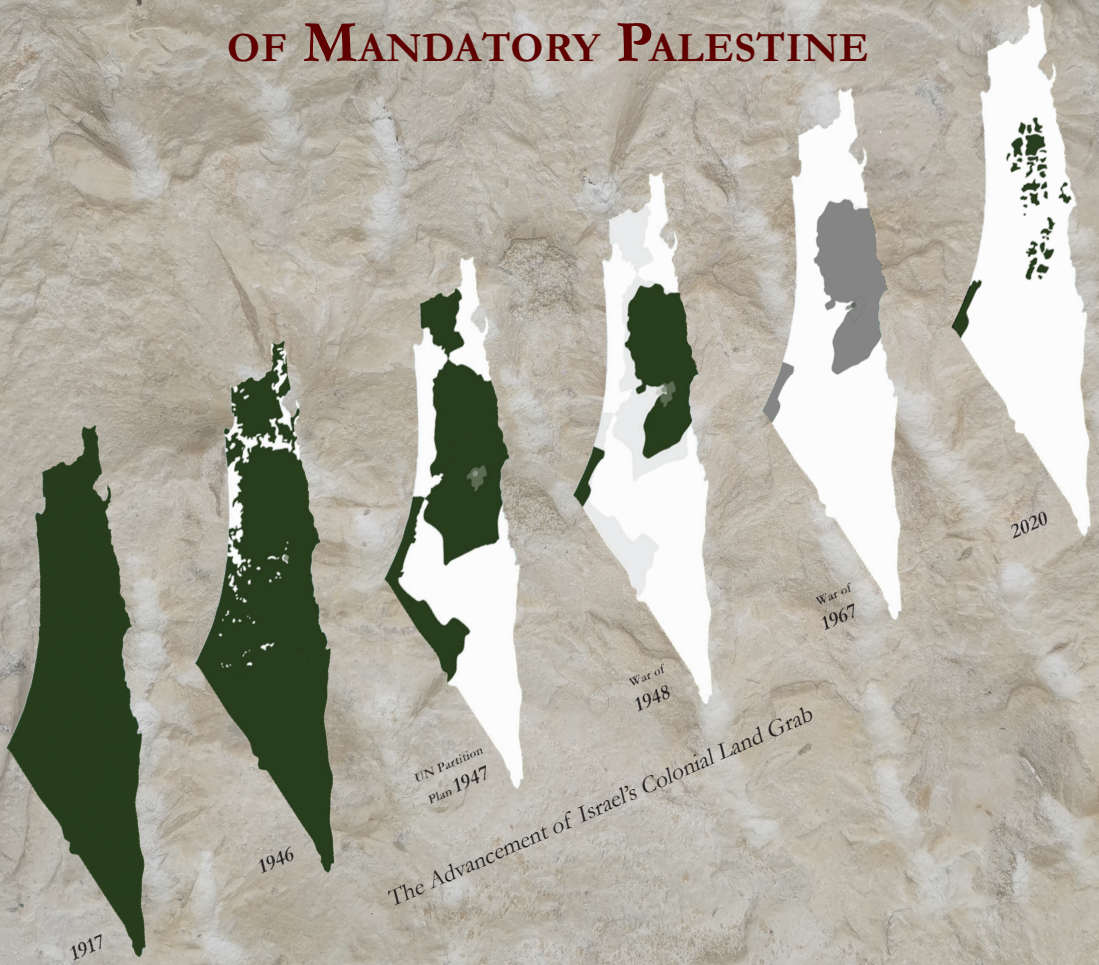 of Mandatory Palestine
2020
War of
1967
War of
1948
UN Partition
Plan 1947
1946
1917
The Advancement of Israel's Colonial Land Grab